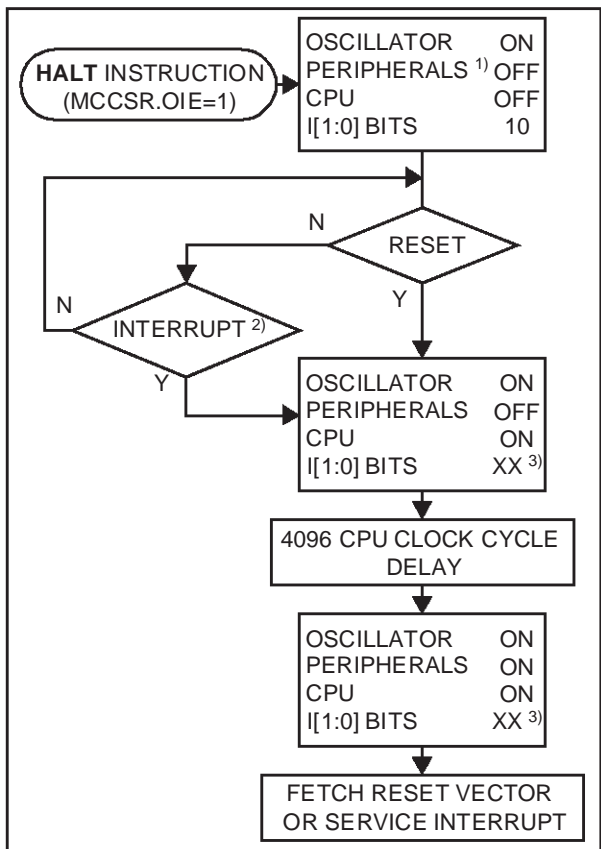 HALT INSTRUCTION
(MCCSR.OIE=1)
OSCILLATOR ON
PERIPHERALS 1) OFF
CPU OFF
I[1:0] BITS 10
N
RESET
Y
N
INTERRUPT 2)
Y
OSCILLATOR ON
PERIPHERALS OFF
CPU ON
I[1:0] BITS XX 3)
4096 CPU CLOCK CYCLE
DELAY
OSCILLATOR ON
PERIPHERALS ON
CPU ON
I[1:0] BITS XX 3)
FETCH RESET VECTOR
OR SERVICE INTERRUPT